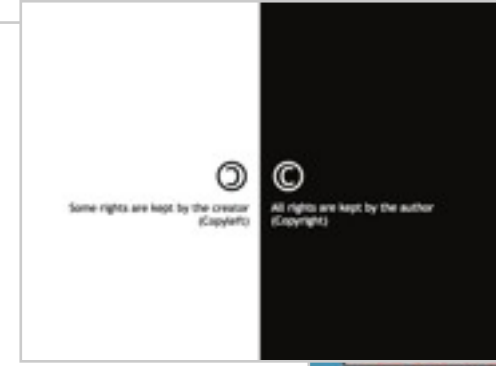 Some rights are kept by the creator
(Copyleft)
All rights are kept by the author
(Copyright)